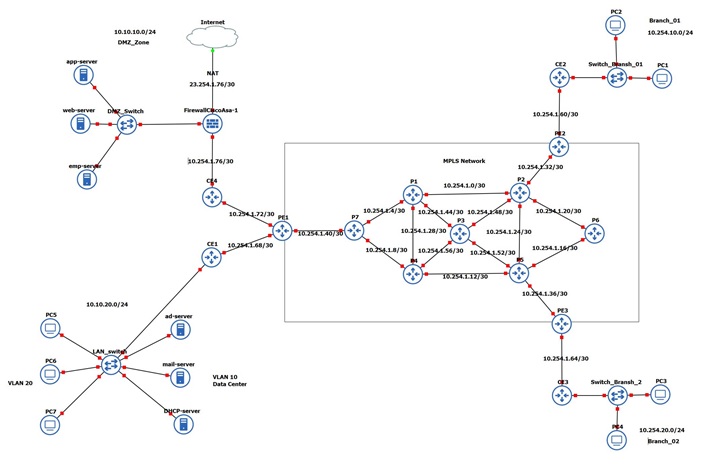 Internet
10.10.10.0/24
DMZ_Zone
NAT
23.254.1.76/30
app-server
web-server
DMZ_Switch
FirewallCiscoAsa-1
emp-server
10.254.1.76/30
CE4
10.254.1.72/30
PE1
10.254.1.68/30
CE1
10.254.1.40/30
PC2
Branch_01
10.254.10.0/24
CE2
Switch_Bransh_01
PC1
10.254.1.60/30
PE2
MPLS Network
10.254.1.32/30
P1
10.254.1.0/30
P2
10.254.1.4/30
10.254.1.44/30
10.254.1.48/30
10.254.1.20/30
P7
10.254.1.28/30
P3
10.254.1.24/30
P6
10.254.1.8/30
10.254.1.56/30
10.254.1.52/30
10.254.1.16/30
P4
10.254.1.12/30
P5
10.254.1.36/30
PE3
10.254.1.64/30
CE3
Switch_Bransh_2
PC3
PC4
10.254.20.0/24
Branch_02
10.10.20.0/24
PC5
ad-server
LAN_switch
PC6
mail-server
VLAN 20
VLAN 10
Data Center
PC7
DHCP-server